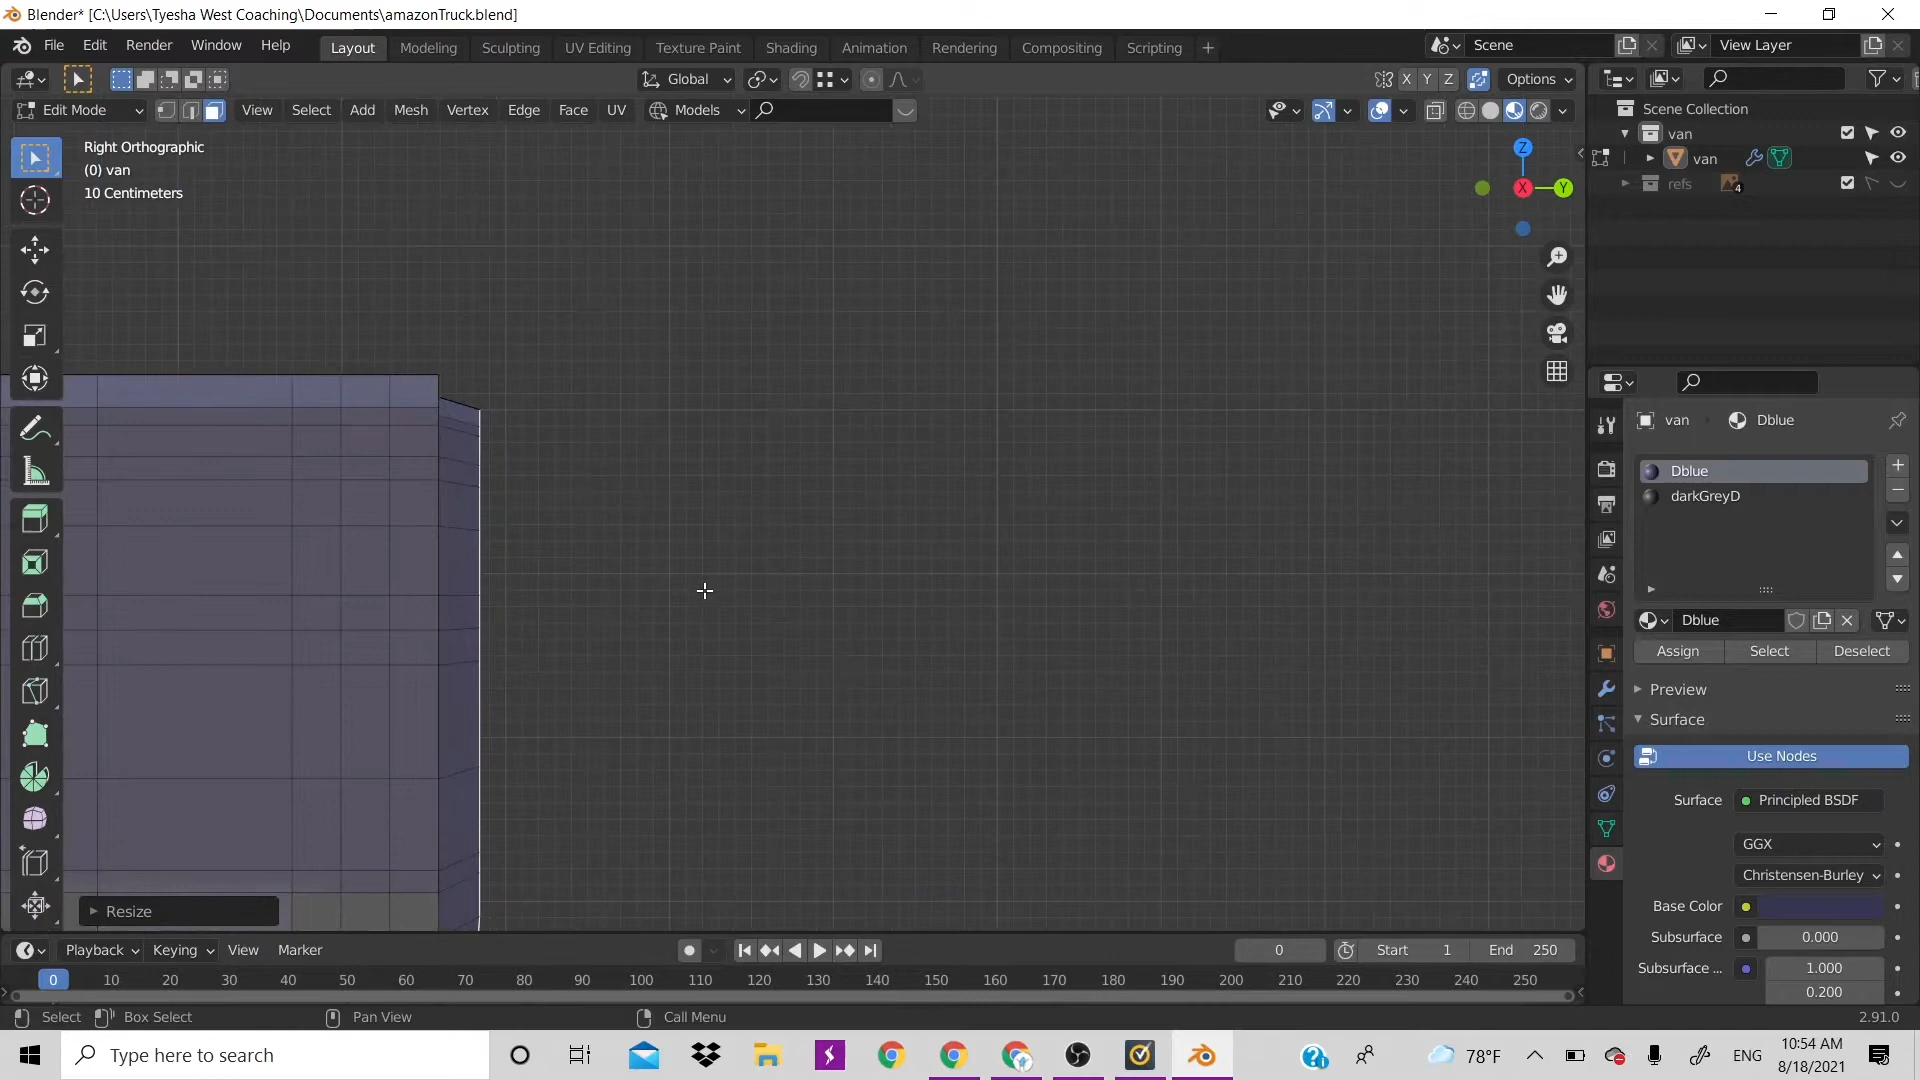 Blender* [C:\Users\Tyesha West Coaching\Documents\amazonTruck.blend]
File Edit Render Window Help Layout Modeling Sculpting UV Editing Texture Paint Shading Animation Rendering Compositing Scripting + Scene View Layer
Global X Y Z Options
Edit Mode View Select Add Mesh Vertex Edge Face UV Models
Right Orthographic
(0) van
10 Centimeters
Z
X
Y
Scene Collection
van
van
refs 4
van Dblue
Dblue
darkGreyD
Dblue
Assign Select Deselect
Preview
Surface
Use Nodes
Surface Principled BSDF
GGX
Christensen-Burley
Base Color
Subsurface 0.000
Subsurface ... 1.000
0.200
Resize
Playback Keying View Marker 0 Start 1 End 250
0 10 20 30 40 50 60 70 80 90 100 110 120 130 140 150 160 170 180 190 200 210 220 230 240 250
Select Box Select Pan View Call Menu 2.91.0
Type here to search 78°F ENG 10:54 AM
8/18/2021